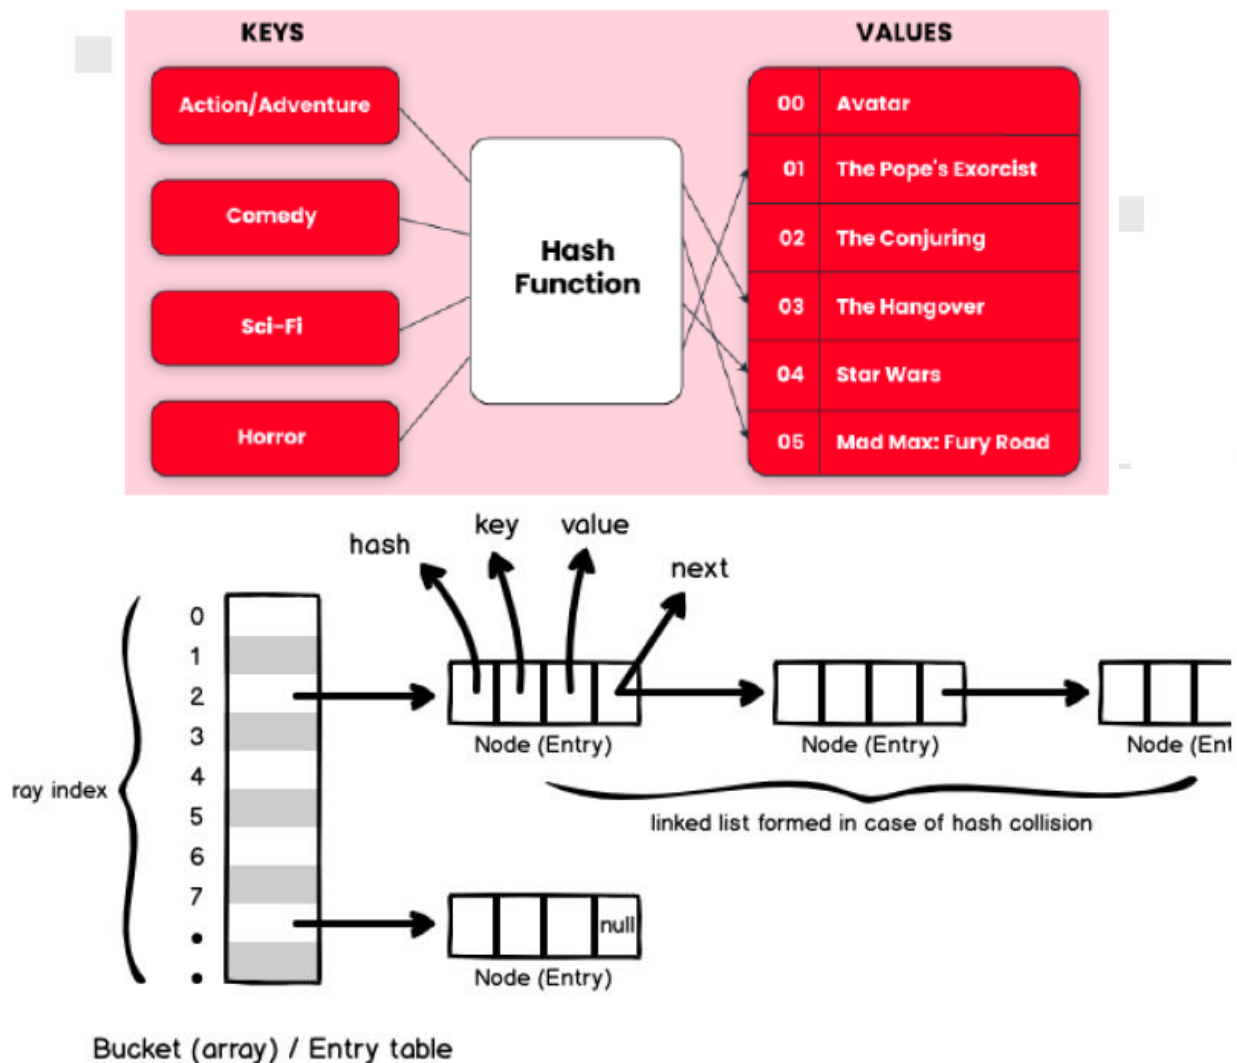 KEYS
VALUES
Action/Adventure
Comedy
Sci-Fi
Horror
Hash
Function
00 Avatar
01 The Pope's Exorcist
02 The Conjuring
03 The Hangover
04 Star Wars
05 Mad Max: Fury Road
hash
key
value
next
0
1
2
3
4
5
6
7
ray index
Node (Entry)
Node (Entry)
Node (Ent
linked list formed in case of hash collision
null
Node (Entry)
Bucket (array) / Entry table